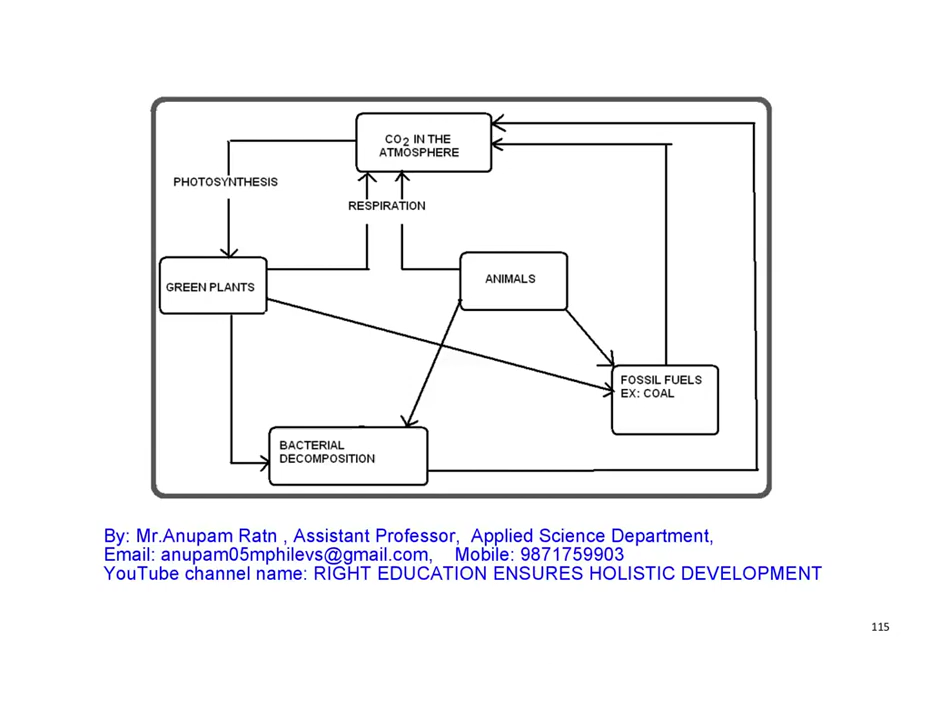 CO2 IN THE
ATMOSPHERE
PHOTOSYNTHESIS
RESPIRATION
GREEN PLANTS
ANIMALS
FOSSIL FUELS
EX: COAL
BACTERIAL
DECOMPOSITION
By: Mr.Anupam Ratn , Assistant Professor,  Applied Science Department,
Email: anupam05mphilevs@gmail.com,    Mobile: 9871759903
YouTube channel name: RIGHT EDUCATION ENSURES HOLISTIC DEVELOPMENT
115